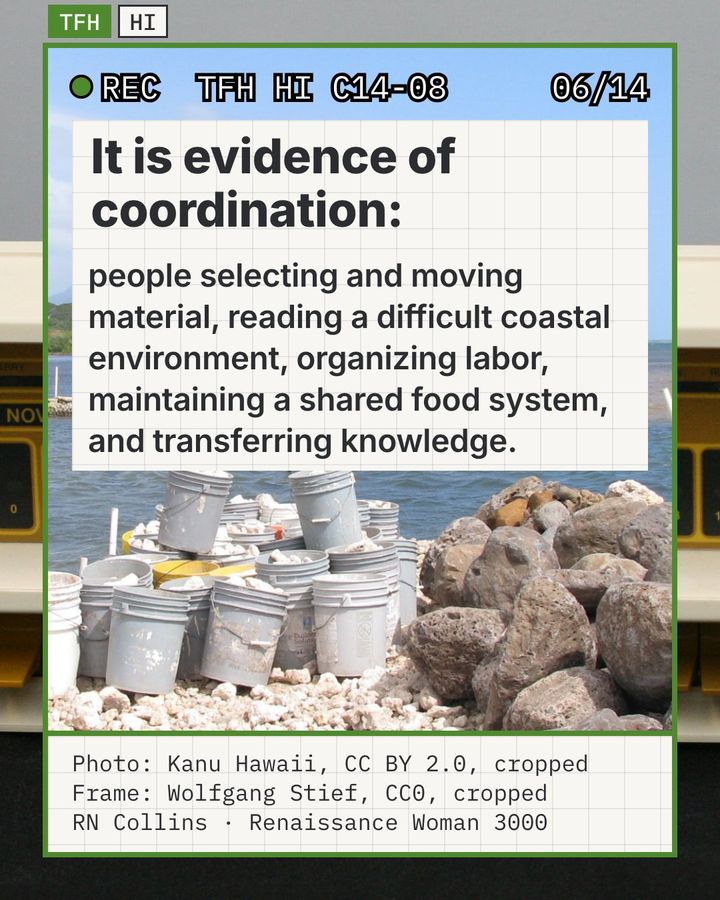 TFH HI
REC TFH HI C14-08 06/14
It is evidence of
coordination:
people selecting and moving
material, reading a difficult coastal
environment, organizing labor,
maintaining a shared food system,
and transferring knowledge.
NOV
0
Photo: Kanu Hawaii, CC BY 2.0, cropped
Frame: Wolfgang Stief, CC0, cropped
RN Collins · Renaissance Woman 3000